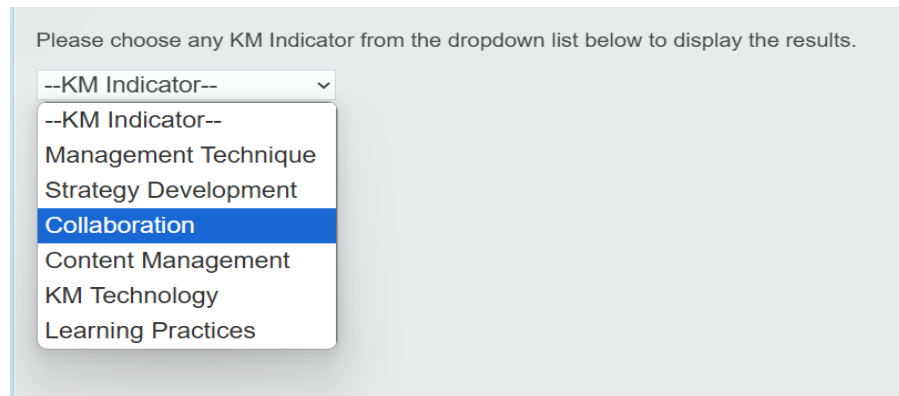 Please choose any KM Indicator from the dropdown list below to display the results.
--KM Indicator--
--KM Indicator--
Management Technique
Strategy Development
Collaboration
Content Management
KM Technology
Learning Practices